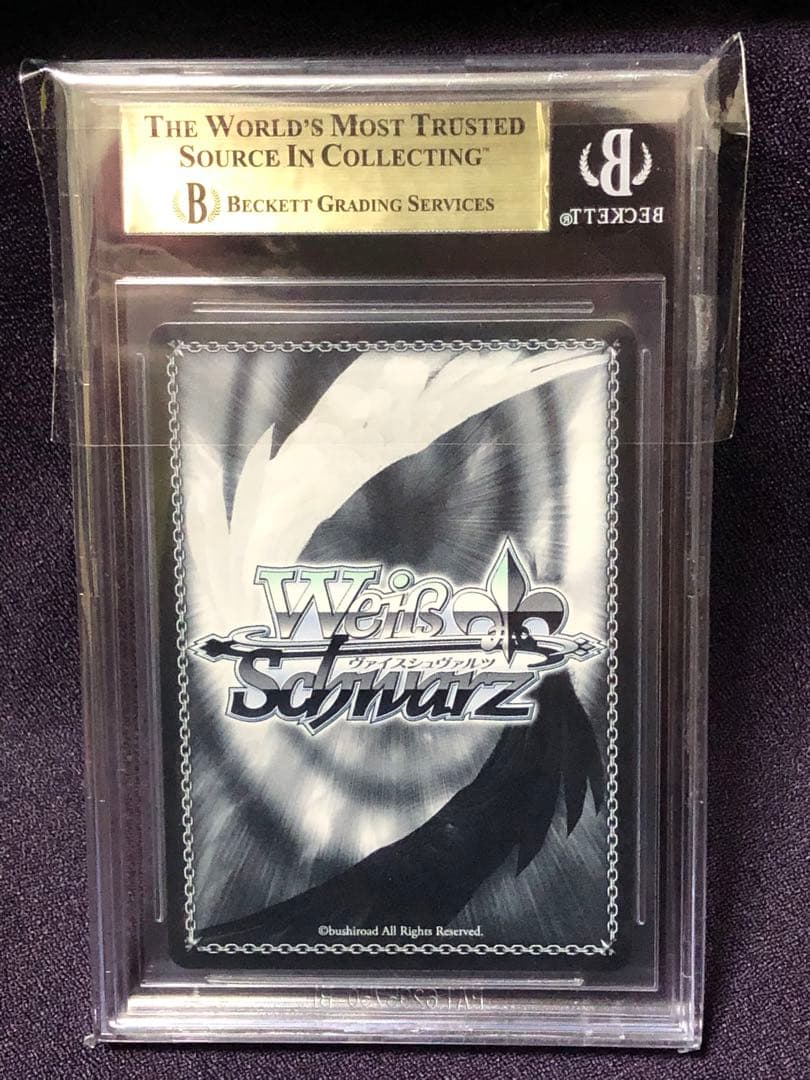 THE WORLD'S MOST TRUSTED
SOURCE IN COLLECTING™
B BECKETT GRADING SERVICES
B
BECKETT®
Weiß
ヴァイスシュヴァルツ
Schwarz
©bushiroad All Rights Reserved.